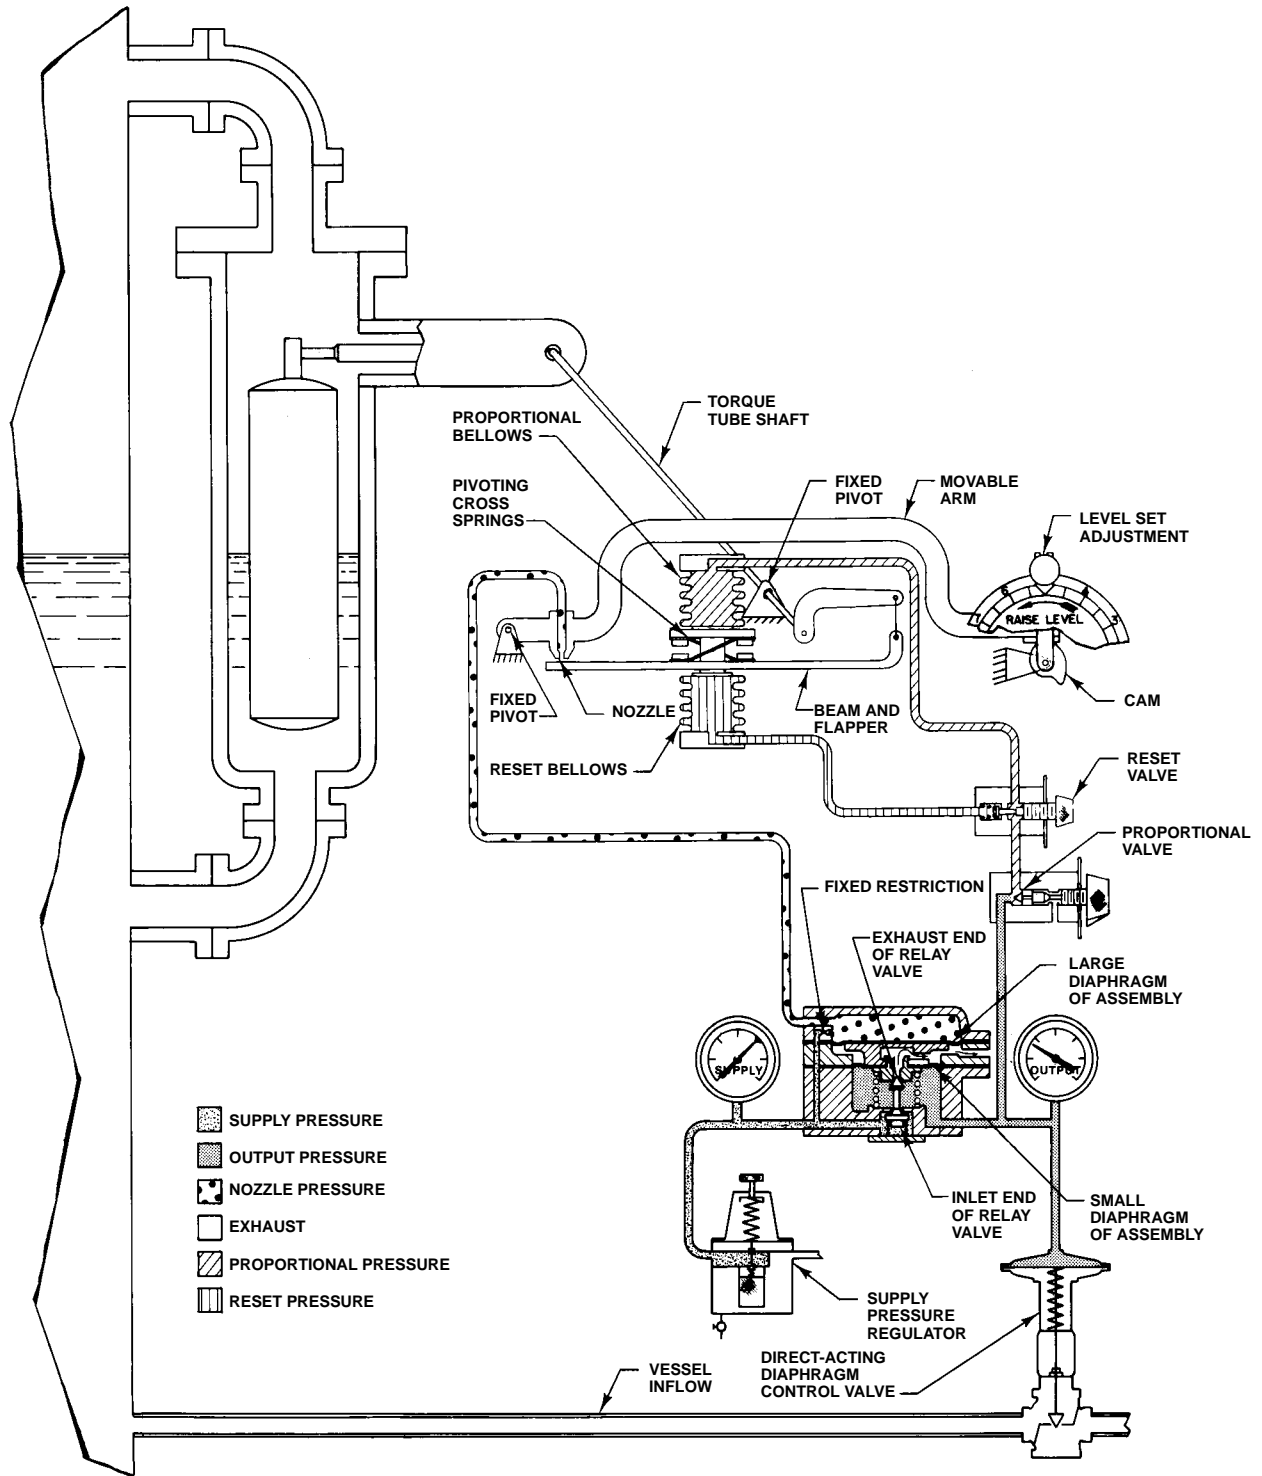 TORQUE
TUBE SHAFT
PROPORTIONAL
BELLOWS
FIXED
PIVOT
MOVABLE
ARM
PIVOTING
CROSS
SPRINGS
LEVEL SET
ADJUSTMENT
6
4
3
RAISE LEVEL
FIXED
PIVOT
NOZZLE
BEAM AND
FLAPPER
CAM
RESET BELLOWS
RESET
VALVE
PROPORTIONAL
VALVE
FIXED RESTRICTION
EXHAUST END
OF RELAY
VALVE
LARGE
DIAPHRAGM
OF ASSEMBLY
SUPPLY
OUTPUT
SUPPLY PRESSURE
OUTPUT PRESSURE
NOZZLE PRESSURE
EXHAUST
PROPORTIONAL PRESSURE
RESET PRESSURE
INLET END
OF RELAY
VALVE
SMALL
DIAPHRAGM
OF ASSEMBLY
SUPPLY
PRESSURE
REGULATOR
DIRECT-ACTING
DIAPHRAGM
CONTROL VALVE
VESSEL
INFLOW